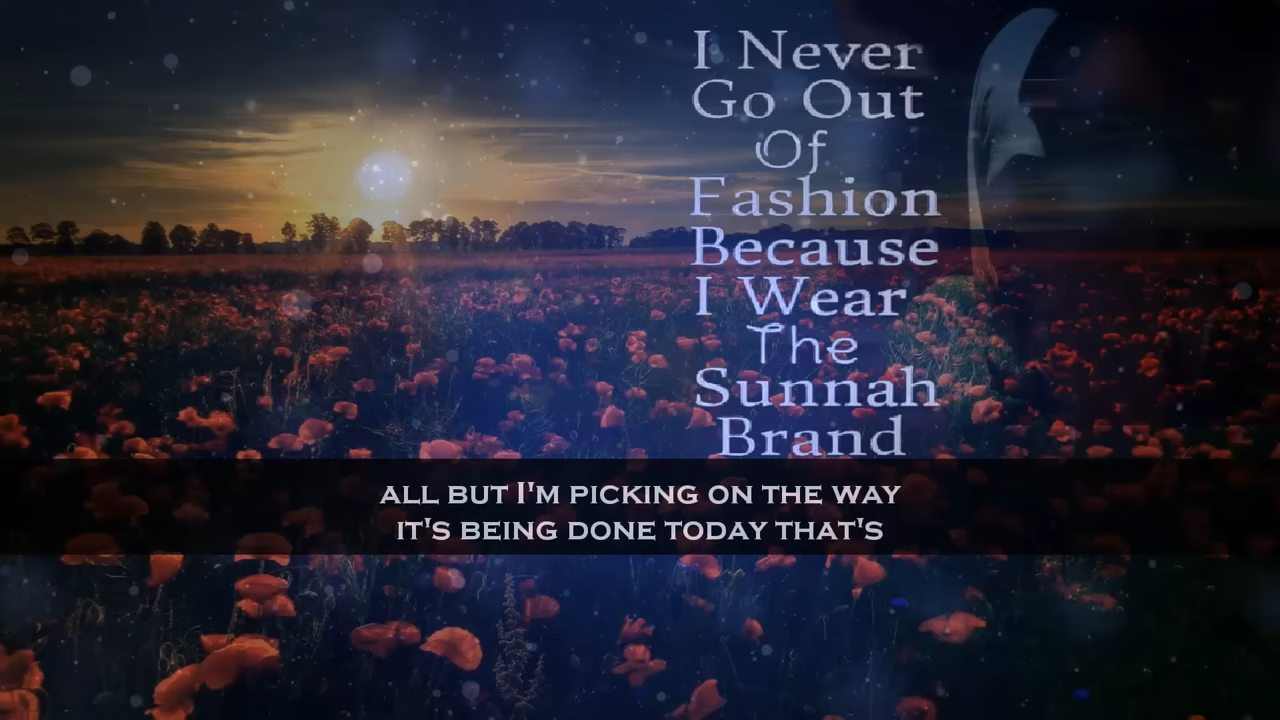 I Never
Go Out
Of
Fashion
Because
I Wear
The
Sunnah
Brand
ALL BUT I'M PICKING ON THE WAY
IT'S BEING DONE TODAY THAT'S